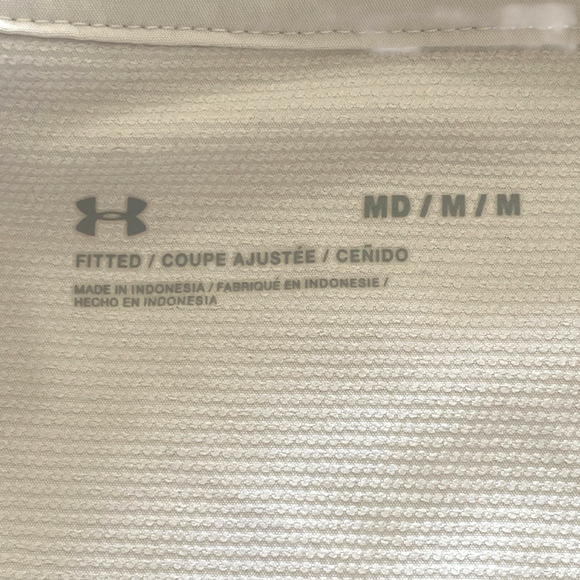 MD / M / M
FITTED / COUPE AJUSTÉE / CEÑIDO
MADE IN INDONESIA / FABRIQUÉ EN INDONESIE /
HECHO EN INDONESIA